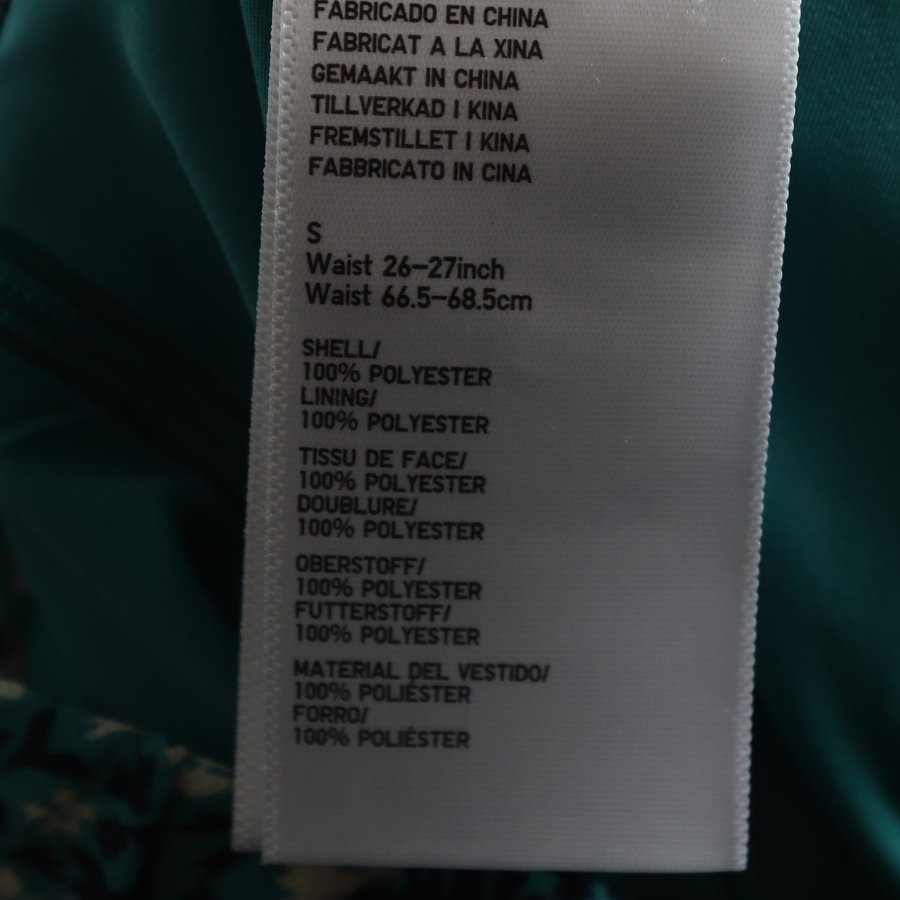 FABRICADO EN CHINA
FABRICAT A LA XINA
GEMAAKT IN CHINA
TILLVERKAD I KINA
FREMSTILLET I KINA
FABBRICATO IN CINA
S
Waist 26-27inch
Waist 66.5-68.5cm
SHELL/
100% POLYESTER
LINING/
100% POLYESTER
TISSU DE FACE/
100% POLYESTER
DOUBLURE/
100% POLYESTER
OBERSTOFF/
100% POLYESTER
FUTTERSTOFF/
100% POLYESTER
MATERIAL DEL VESTIDO/
100% POLIÉSTER
FORRO/
100% POLIÉSTER